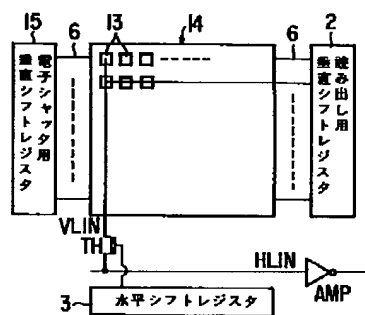 15
6
13
14
6
2
電子シャッタ用
垂直シフトレジスタ
読み出し用
垂直シフトレジスタ
VLIN
TH
HLIN
AMP
3
水平シフトレジスタ